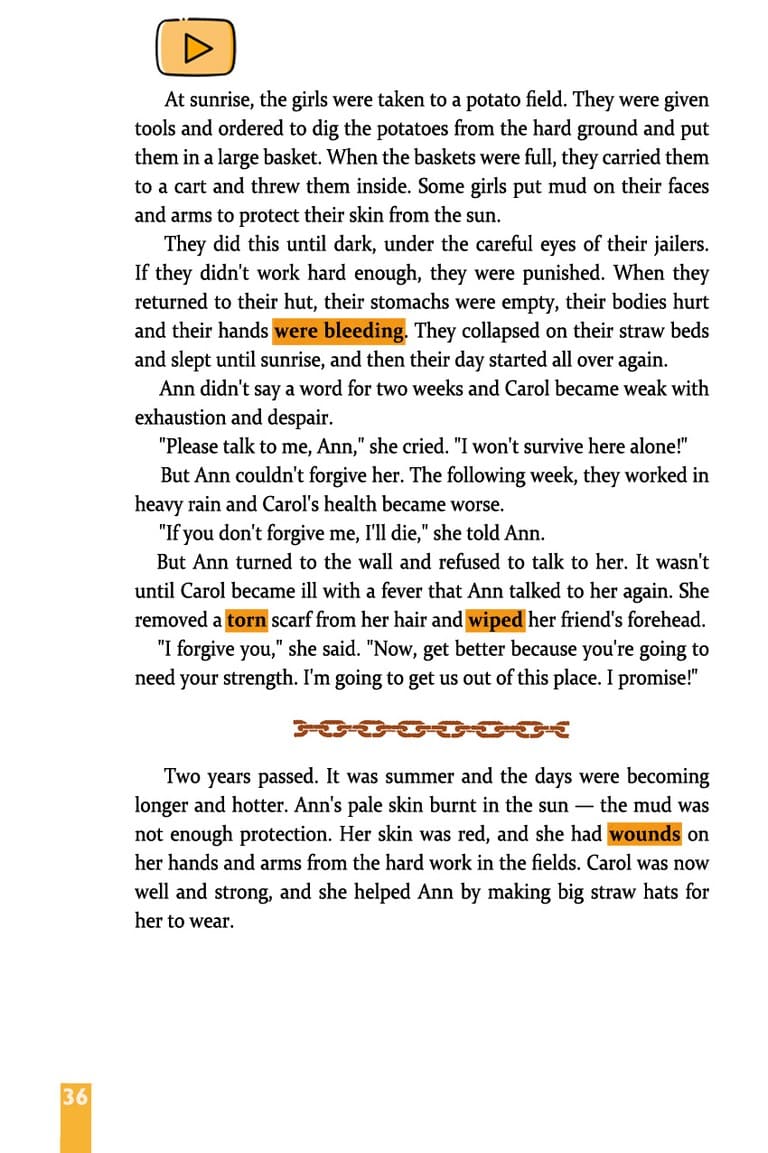 At sunrise, the girls were taken to a potato field. They were given
tools and ordered to dig the potatoes from the hard ground and put
them in a large basket. When the baskets were full, they carried them
to a cart and threw them inside. Some girls put mud on their faces
and arms to protect their skin from the sun.
They did this until dark, under the careful eyes of their jailers.
If they didn't work hard enough, they were punished. When they
returned to their hut, their stomachs were empty, their bodies hurt
and their hands were bleeding. They collapsed on their straw beds
and slept until sunrise, and then their day started all over again.
Ann didn't say a word for two weeks and Carol became weak with
exhaustion and despair.
"Please talk to me, Ann," she cried. "I won't survive here alone!"
But Ann couldn't forgive her. The following week, they worked in
heavy rain and Carol's health became worse.
"If you don't forgive me, I'll die," she told Ann.
But Ann turned to the wall and refused to talk to her. It wasn't
until Carol became ill with a fever that Ann talked to her again. She
removed a torn scarf from her hair and wiped her friend's forehead.
"I forgive you," she said. "Now, get better because you're going to
need your strength. I'm going to get us out of this place. I promise!"
Two years passed. It was summer and the days were becoming
longer and hotter. Ann's pale skin burnt in the sun — the mud was
not enough protection. Her skin was red, and she had wounds on
her hands and arms from the hard work in the fields. Carol was now
well and strong, and she helped Ann by making big straw hats for
her to wear.
36